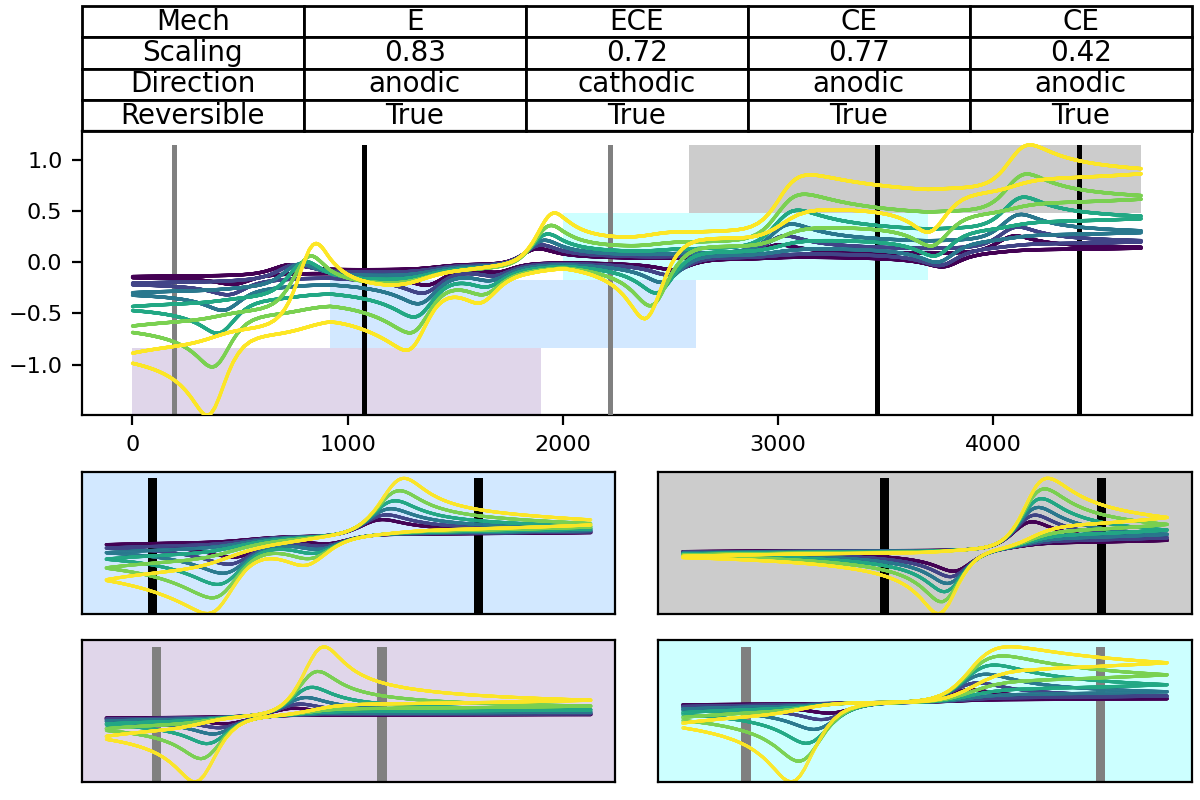 Mech E ECE CE CE
Scaling 0.83 0.72 0.77 0.42
Direction anodic cathodic anodic anodic
Reversible True True True True
1.0
0.5
0.0
−0.5
−1.0
0 1000 2000 3000 4000